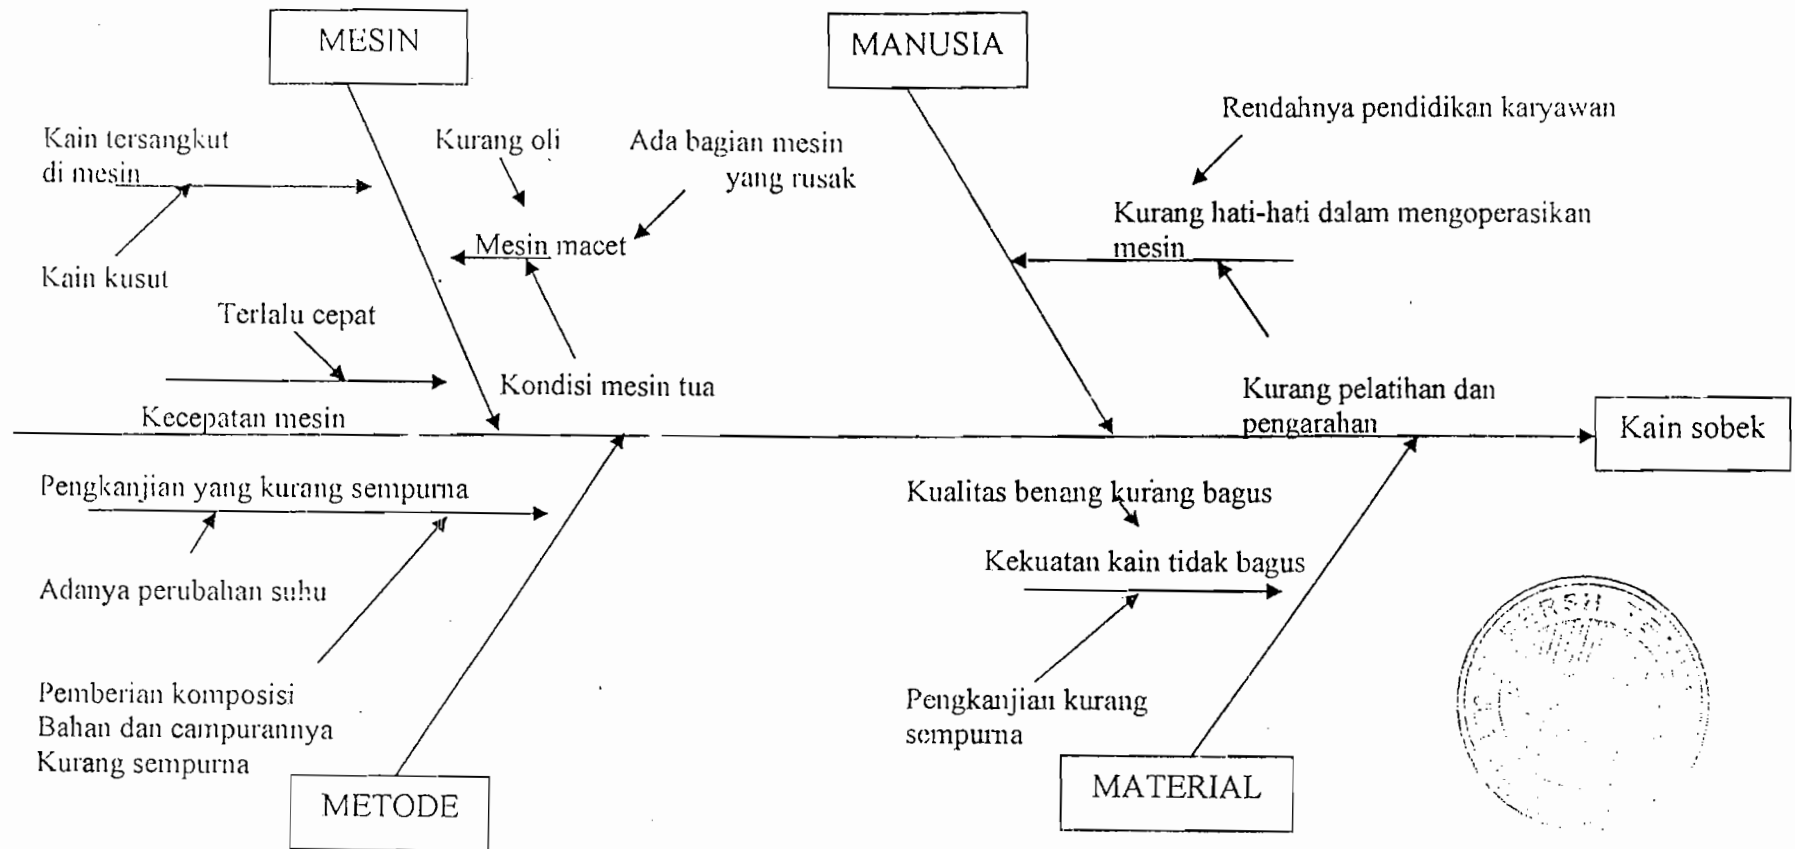 MESIN
MANUSIA
Rendahnya pendidikan karyawan
Kain tersangkut
di mesin
Kurang oli
Ada bagian mesin
yang rusak
Kurang hati-hati dalam mengoperasikan
mesin
Mesin macet
Kain kusut
Terlalu cepat
Kondisi mesin tua
Kurang pelatihan dan
pengarahan
Kecepatan mesin
Kain sobek
Pengkanjian yang kurang sempurna
Kualitas benang kurang bagus
Kekuatan kain tidak bagus
Adanya perubahan suhu
Pemberian komposisi
Bahan dan campurannya
Kurang sempurna
Pengkanjian kurang
sempurna
METODE
MATERIAL